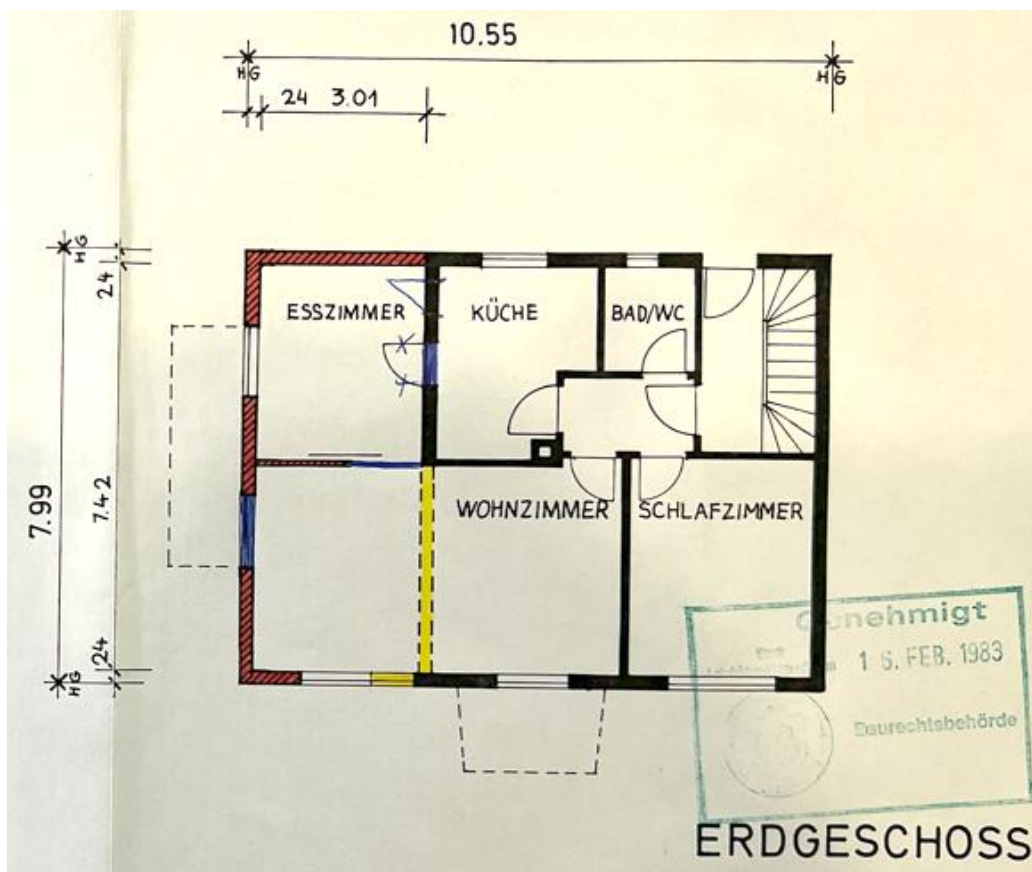 10.55
HG HG
24 3.01
HG
24
ESSZIMMER KÜCHE BAD/WC
7.99
7.42
WOHNZIMMER SCHLAFZIMMER
24
HG
Genehmigt
1 5. FEB. 1983
Baurechtsbehörde
ERDGESCHOSS